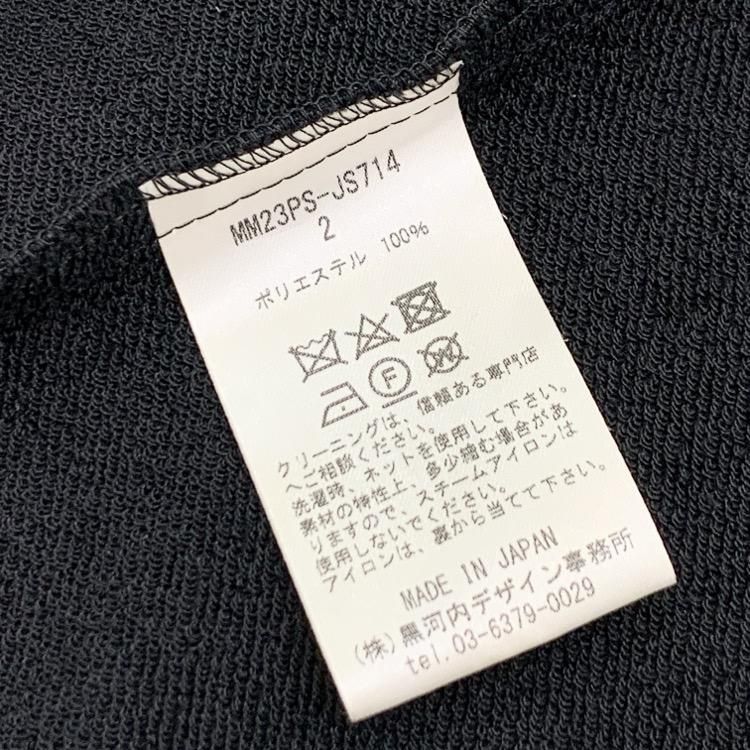 MM23PS-JS714
2
ポリエステル 100%
F
W
クリーニングは、信頼ある専門店
へご相談ください。
洗濯時、ネットを使用して下さい。
素材の特性上、多少縮む場合があ
りますので、スチームアイロンは
使用しないでください。
アイロンは、裏から当てて下さい。
MADE IN JAPAN
(株)黒河内デザイン事務所
tel.03-6379-0029